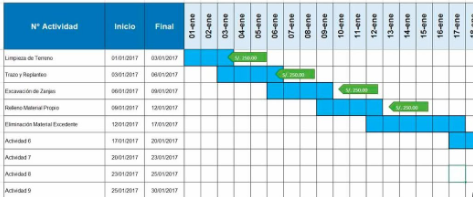 N° Actividad Inicio Final 01-ene 02-ene 03-ene 04-ene 05-ene 06-ene 07-ene 08-ene 09-ene 10-ene 11-ene 12-ene 13-ene 14-ene 15-ene 16-ene 17-ene
Limpieza de Terreno 01/01/2017 03/01/2017 S/. 250.00
Trazo y Replanteo 03/01/2017 06/01/2017 S/. 350.00
Excavación de Zanjas 06/01/2017 09/01/2017 S/. 350.00
Relleno Material Propio 09/01/2017 12/01/2017 S/. 350.00
Eliminación Material Excedente 12/01/2017 17/01/2017
Actividad 6 17/01/2017 20/01/2017
Actividad 7 20/01/2017 23/01/2017
Actividad 8 23/01/2017 25/01/2017
Actividad 9 25/01/2017 30/01/2017